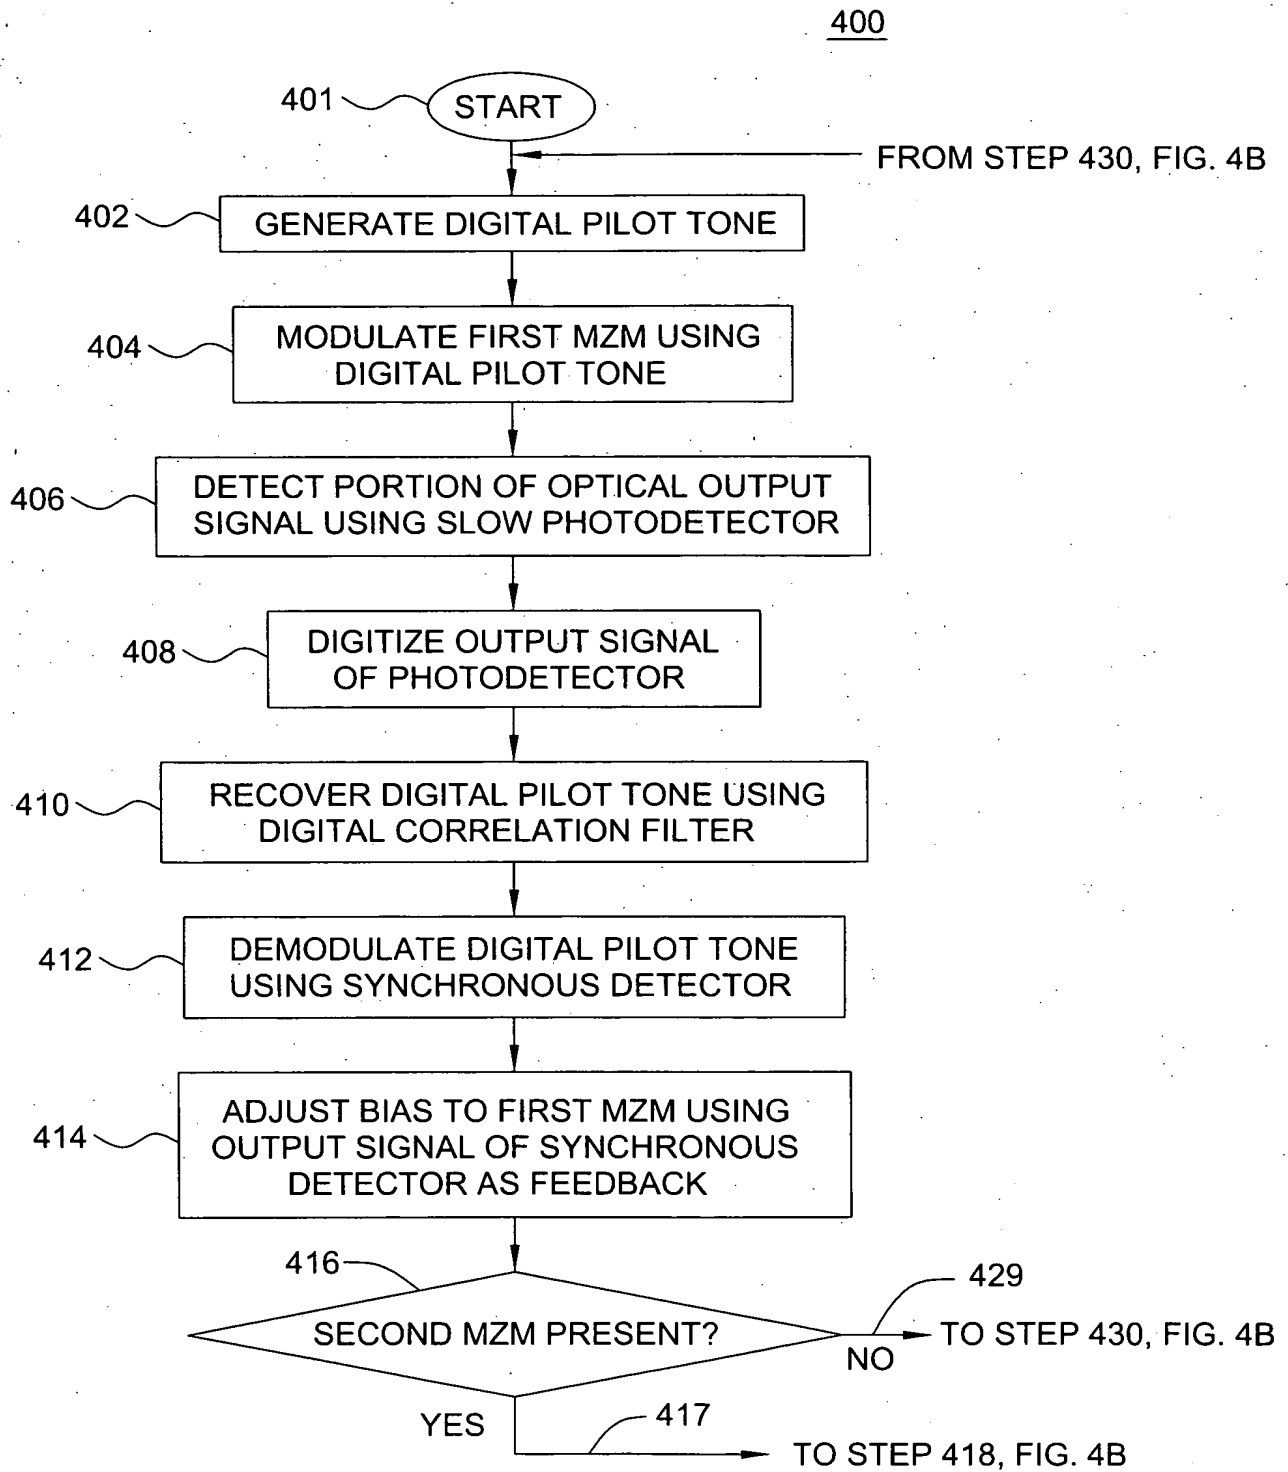 400
401
START
FROM STEP 430, FIG. 4B
402
GENERATE DIGITAL PILOT TONE
404
MODULATE FIRST MZM USING
DIGITAL PILOT TONE
406
DETECT PORTION OF OPTICAL OUTPUT
SIGNAL USING SLOW PHOTODETECTOR
408
DIGITIZE OUTPUT SIGNAL
OF PHOTODETECTOR
410
RECOVER DIGITAL PILOT TONE USING
DIGITAL CORRELATION FILTER
412
DEMODULATE DIGITAL PILOT TONE
USING SYNCHRONOUS DETECTOR
414
ADJUST BIAS TO FIRST MZM USING
OUTPUT SIGNAL OF SYNCHRONOUS
DETECTOR AS FEEDBACK
416
SECOND MZM PRESENT?
429
TO STEP 430, FIG. 4B
NO
YES
417
TO STEP 418, FIG. 4B